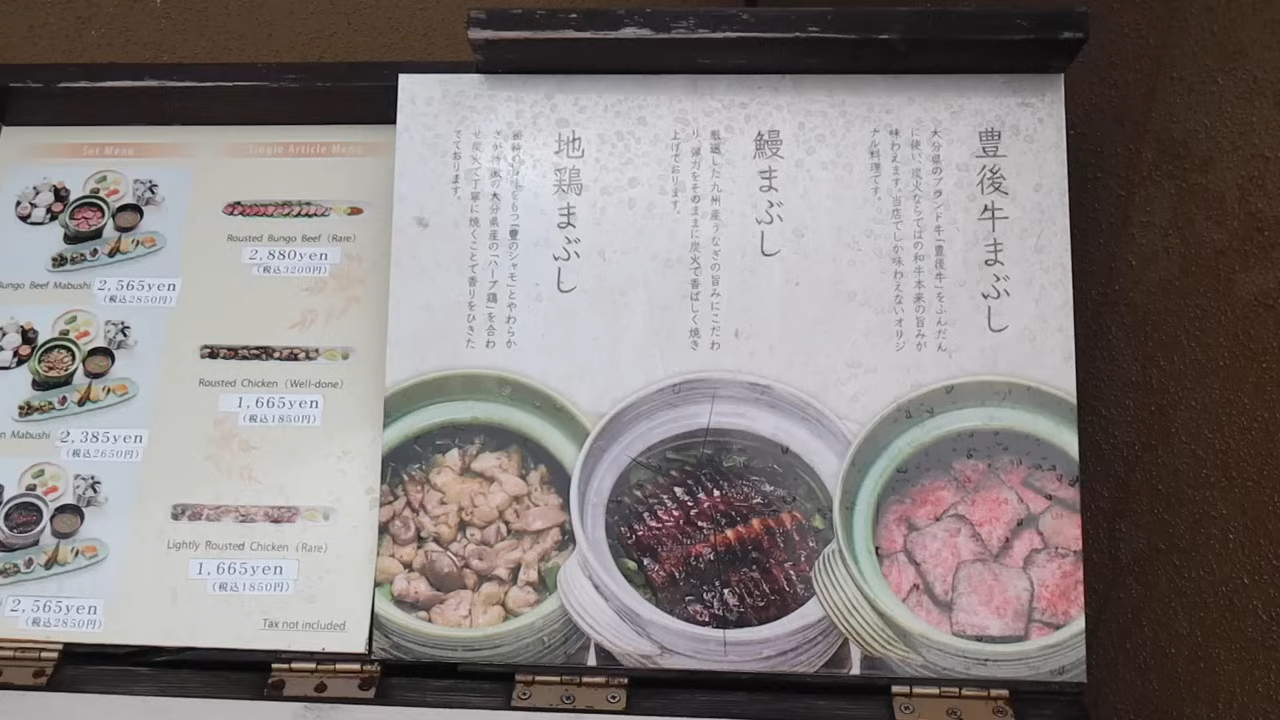 Set Menu
Bungo Beef Mabushi
2,565yen
(税込2850円)
Mabushi
2,385yen
(税込2650円)
2,565yen
(税込2850円)
Single Article Menu
Rousted Bungo Beef (Rare)
2,880yen
(税込3200円)
Rousted Chicken (Well-done)
1,665yen
(税込1850円)
Lightly Rousted Chicken (Rare)
1,665yen
(税込1850円)
Tax not included
豊後牛まぶし
大分県のブランド牛「豊後牛」をふんだん
に使い、炭火ならではの和牛本来の旨みが
味わえます。当店でしか味わえないオリジ
ナル料理です。
鰻まぶし
厳選した九州産うなぎの旨みにこだわ
り、弾力をそのままに炭火で香ばしく焼き
上げております。
地鶏まぶし
をもつ「豊のシャモ」とやわらか
さが特徴の大分県産の「ハーブ鶏」を合わ
せ炭火で丁寧に焼くことで香りをひきた
てております。